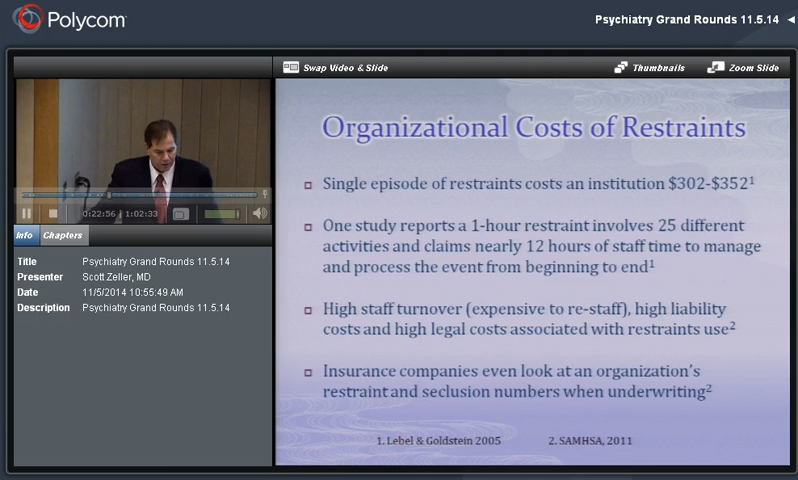 Polycom
Psychiatry Grand Rounds 11.5.14
Swap Video & Slide
Thumbnails
Zoom Slide
0:22:56 | 1:02:33
Info
Chapters
Title Psychiatry Grand Rounds 11.5.14
Presenter Scott Zeller, MD
Date 11/5/2014 10:55:49 AM
Description Psychiatry Grand Rounds 11.5.14
Organizational Costs of Restraints
Single episode of restraints costs an institution $302-$352¹
One study reports a 1-hour restraint involves 25 different
activities and claims nearly 12 hours of staff time to manage
and process the event from beginning to end¹
High staff turnover (expensive to re-staff), high liability
costs and high legal costs associated with restraints use²
Insurance companies even look at an organization's
restraint and seclusion numbers when underwriting²
1. Lebel & Goldstein 2005 2. SAMHSA, 2011